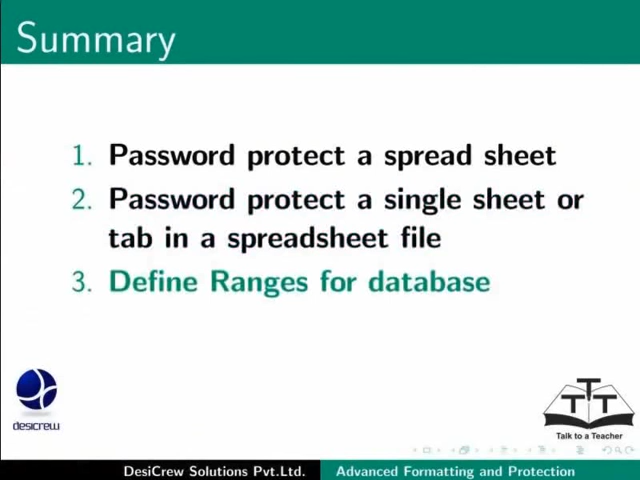 Summary
1. Password protect a spread sheet
2. Password protect a single sheet or
tab in a spreadsheet file
3. Define Ranges for database
desicrew
TTT
Talk to a Teacher
DesiCrew Solutions Pvt.Ltd. Advanced Formatting and Protection